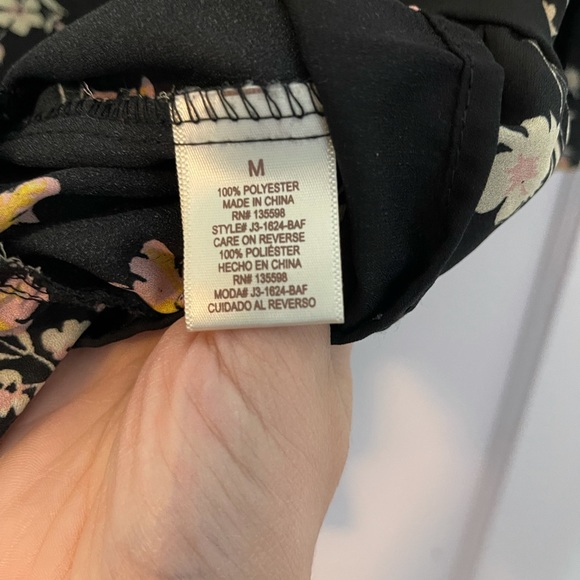 M
100% POLYESTER
MADE IN CHINA
RN# 135598
STYLE# J3-1624-BAF
CARE ON REVERSE
100% POLIÉSTER
HECHO EN CHINA
RN# 135598
MODA# J3-1624-BAF
CUIDADO AL REVERSO